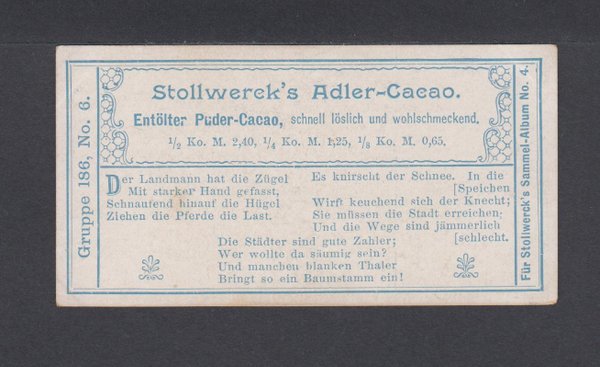 Gruppe 186, No. 6.
Stollwerck's Adler-Cacao.
Entölter Puder-Cacao, schnell löslich und wohlschmeckend.
1/2 Ko. M. 2,40, 1/4 Ko. M. 1,25, 1/8 Ko. M. 0,65.
Der Landmann hat die Zügel
Mit starker Hand gefasst,
Schnaufend hinauf die Hügel
Ziehen die Pferde die Last.
Es knirscht der Schnee. In die
[Speichen
Wirft keuchend sich der Knecht;
Sie müssen die Stadt erreichen;
Und die Wege sind jämmerlich
[schlecht.
Die Städter sind gute Zahler;
Wer wollte da säumig sein?
Und manchen blanken Thaler
Bringt so ein Baumstamm ein!
Für Stollwerck's Sammel-Album No. 4.